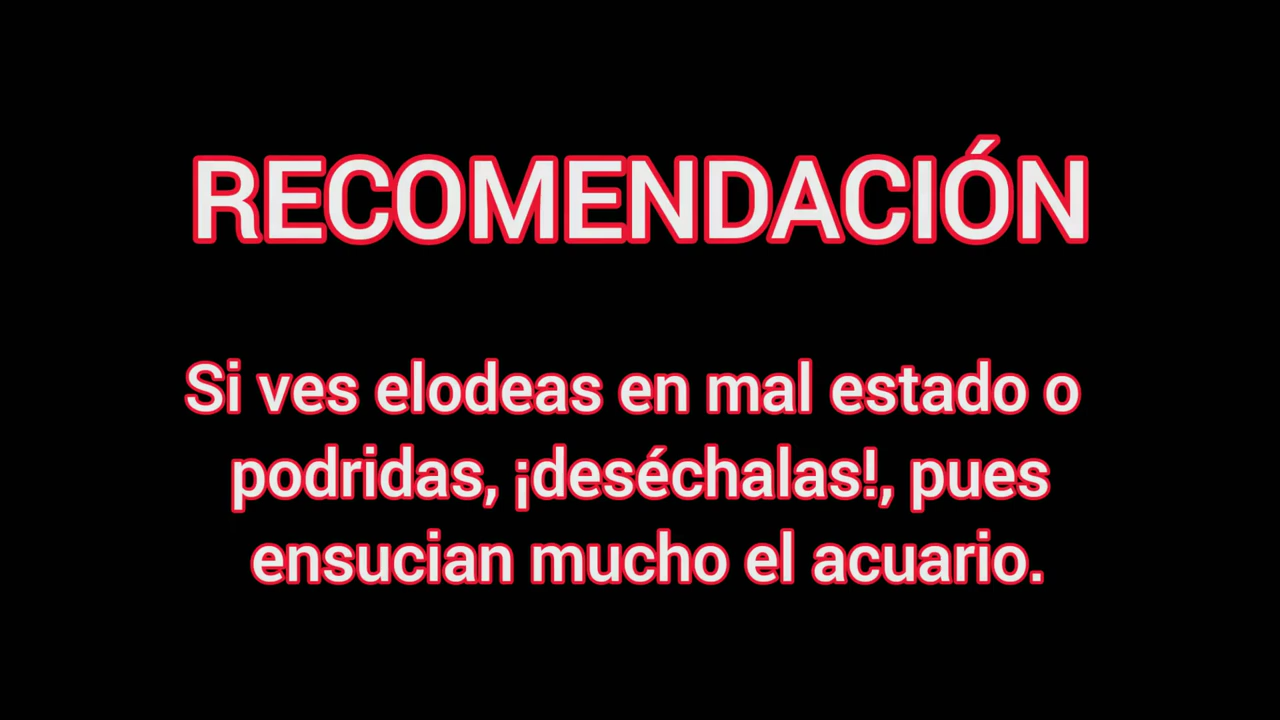 RECOMENDACIÓN
Si ves elodeas en mal estado o
podridas, ¡deséchalas!, pues
ensucian mucho el acuario.